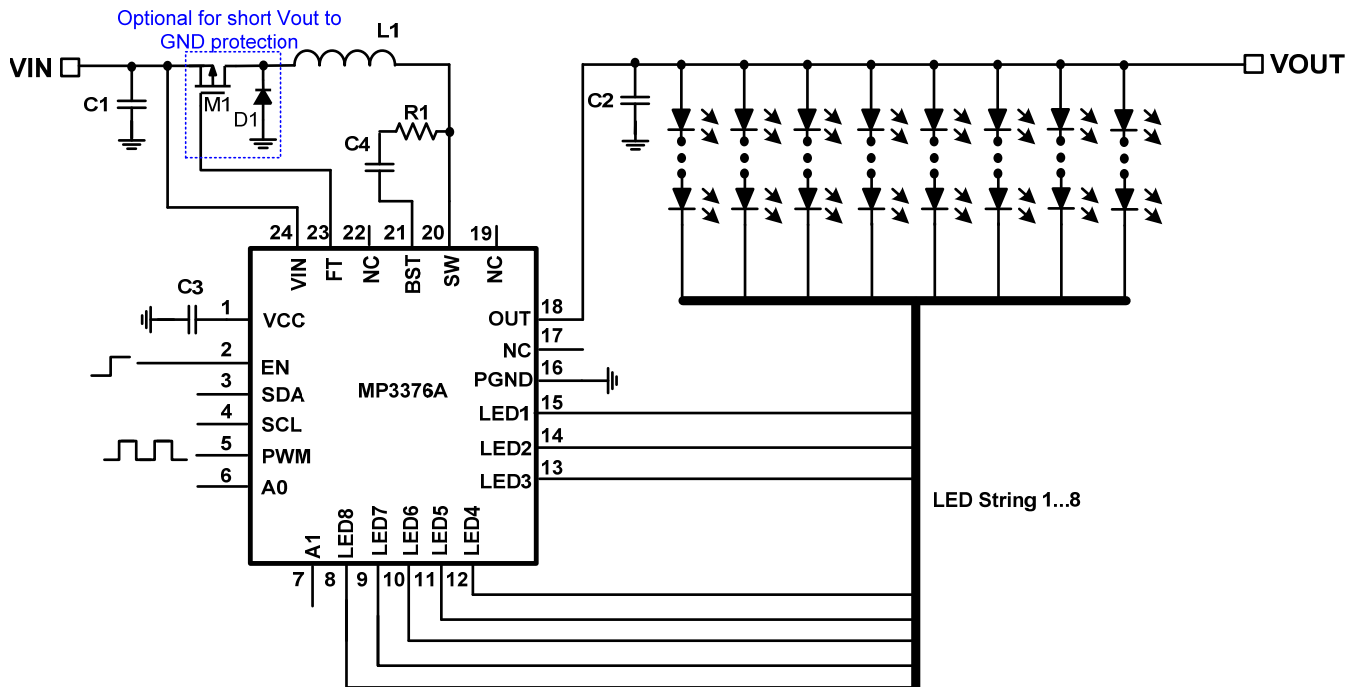 Optional for short Vout to
GND protection
L1
VIN
VOUT
C1
M1
D1
R1
C4
C2
24 23 22 21 20 19
VIN FT NC BST SW NC
C3
1 VCC
2 EN
3 SDA
4 SCL
5 PWM
6 A0
MP3376A
OUT 18
NC 17
PGND 16
LED1 15
LED2 14
LED3 13
A1 LED8 LED7 LED6 LED5 LED4
7 8 9 10 11 12
LED String 1...8